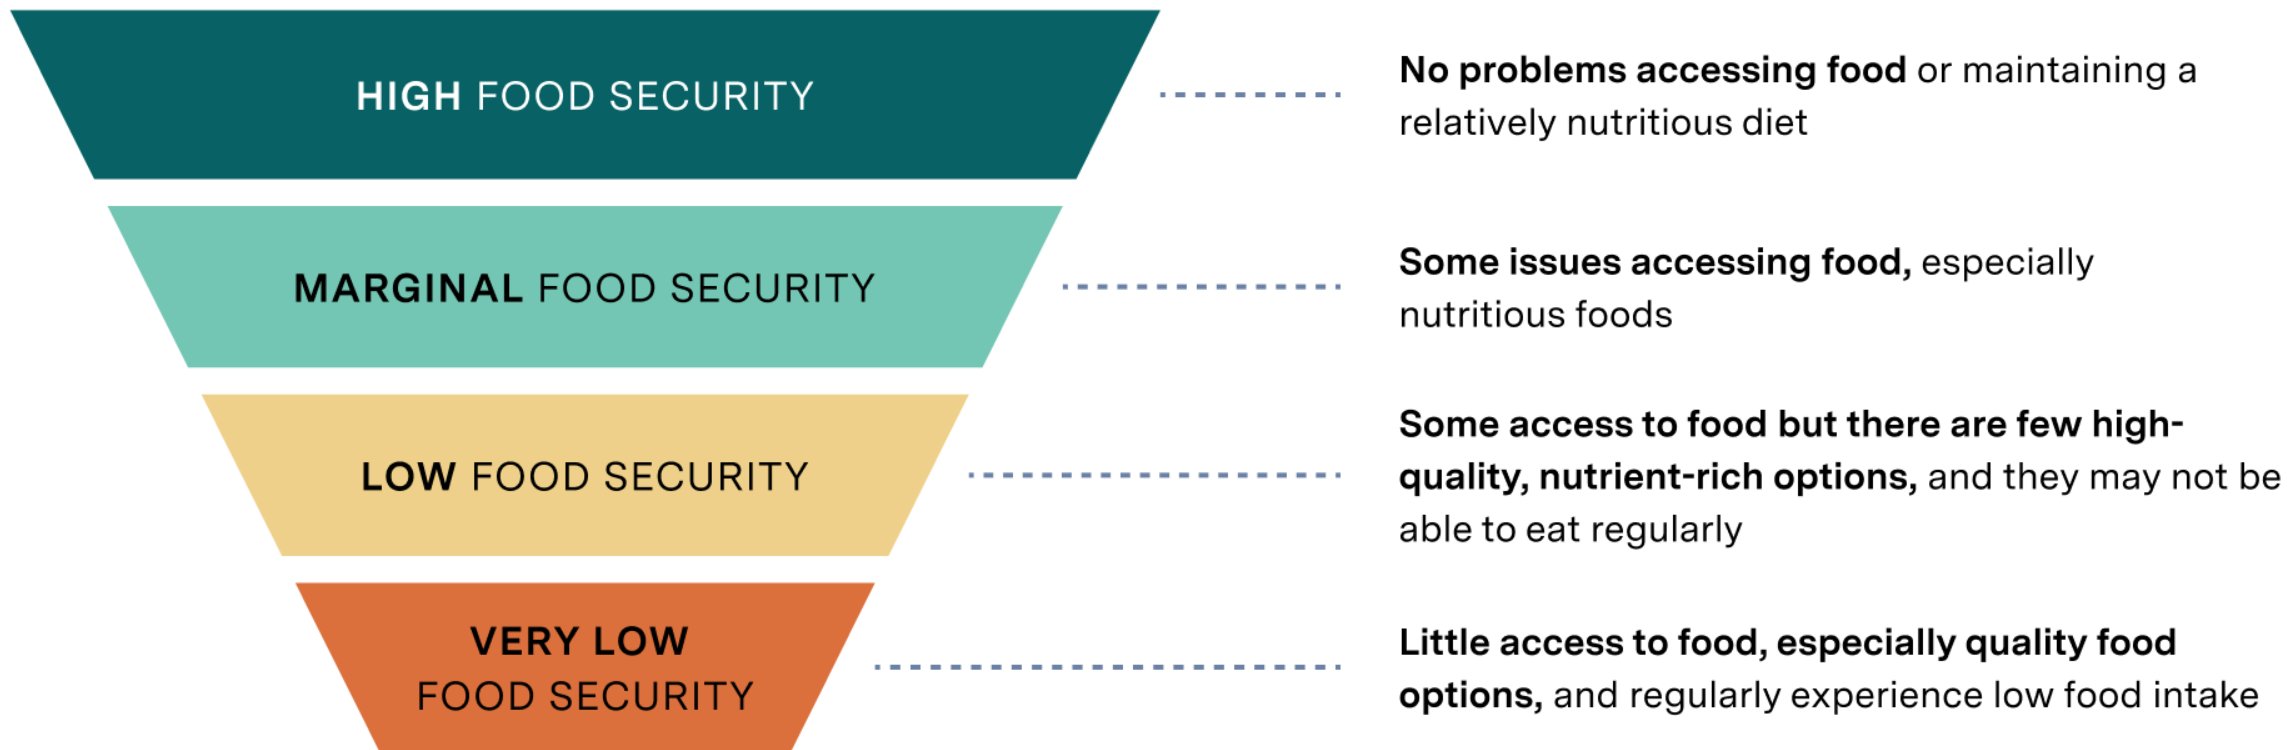 HIGH FOOD SECURITY
No problems accessing food or maintaining a
relatively nutritious diet
MARGINAL FOOD SECURITY
Some issues accessing food, especially
nutritious foods
LOW FOOD SECURITY
Some access to food but there are few high-
quality, nutrient-rich options, and they may not be
able to eat regularly
VERY LOW
FOOD SECURITY
Little access to food, especially quality food
options, and regularly experience low food intake